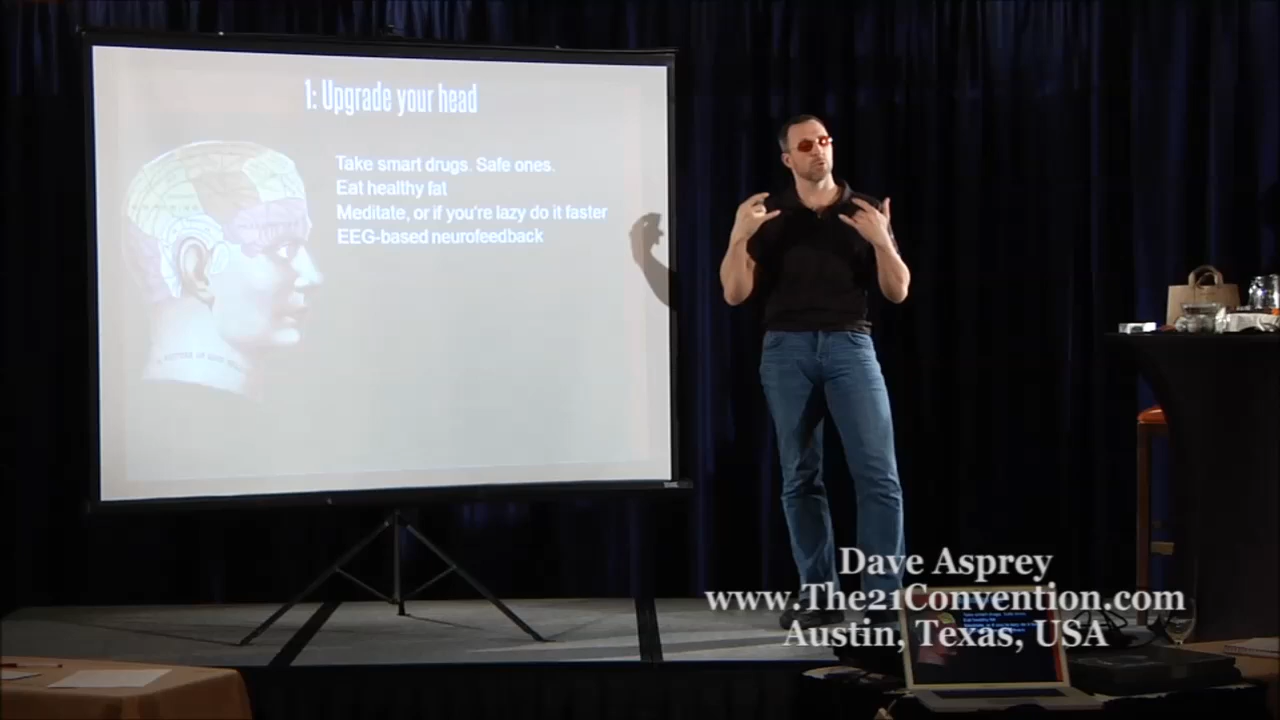 1: Upgrade your head
Take smart drugs. Safe ones.
Eat healthy fat
Meditate, or if you're lazy do it faster
EEG-based neurofeedback
Dave Asprey
www.The21Convention.com
Austin, Texas, USA